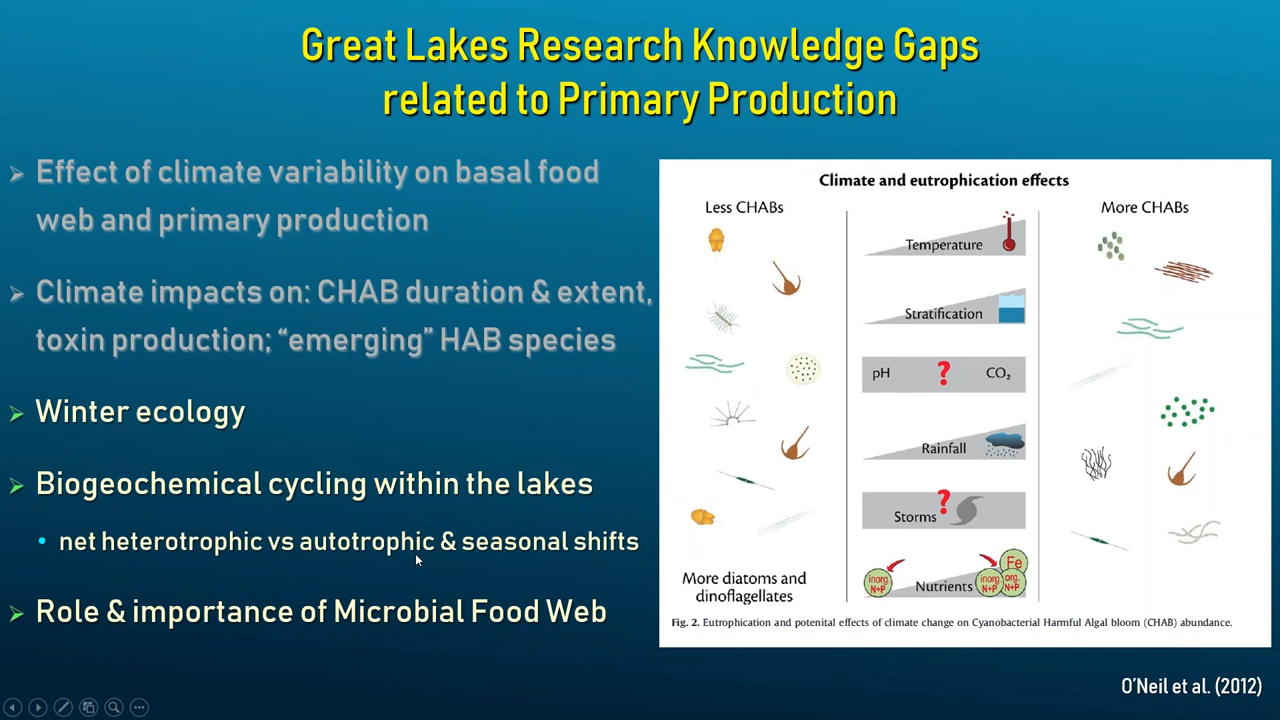 Great Lakes Research Knowledge Gaps
related to Primary Production
Effect of climate variability on basal food
web and primary production
Climate impacts on: CHAB duration & extent,
toxin production; “emerging” HAB species
Winter ecology
Biogeochemical cycling within the lakes
net heterotrophic vs autotrophic & seasonal shifts
Role & importance of Microbial Food Web
Climate and eutrophication effects
Less CHABs
More CHABs
Temperature
Stratification
pH ? CO₂
Rainfall
?
Storms
Fe
inorg. N+P
Nutrients
inorg. N+P
org. N+P
More diatoms and
dinoflagellates
Fig. 2. Eutrophication and potenital effects of climate change on Cyanobacterial Harmful Algal bloom (CHAB) abundance.
O’Neil et al. (2012)